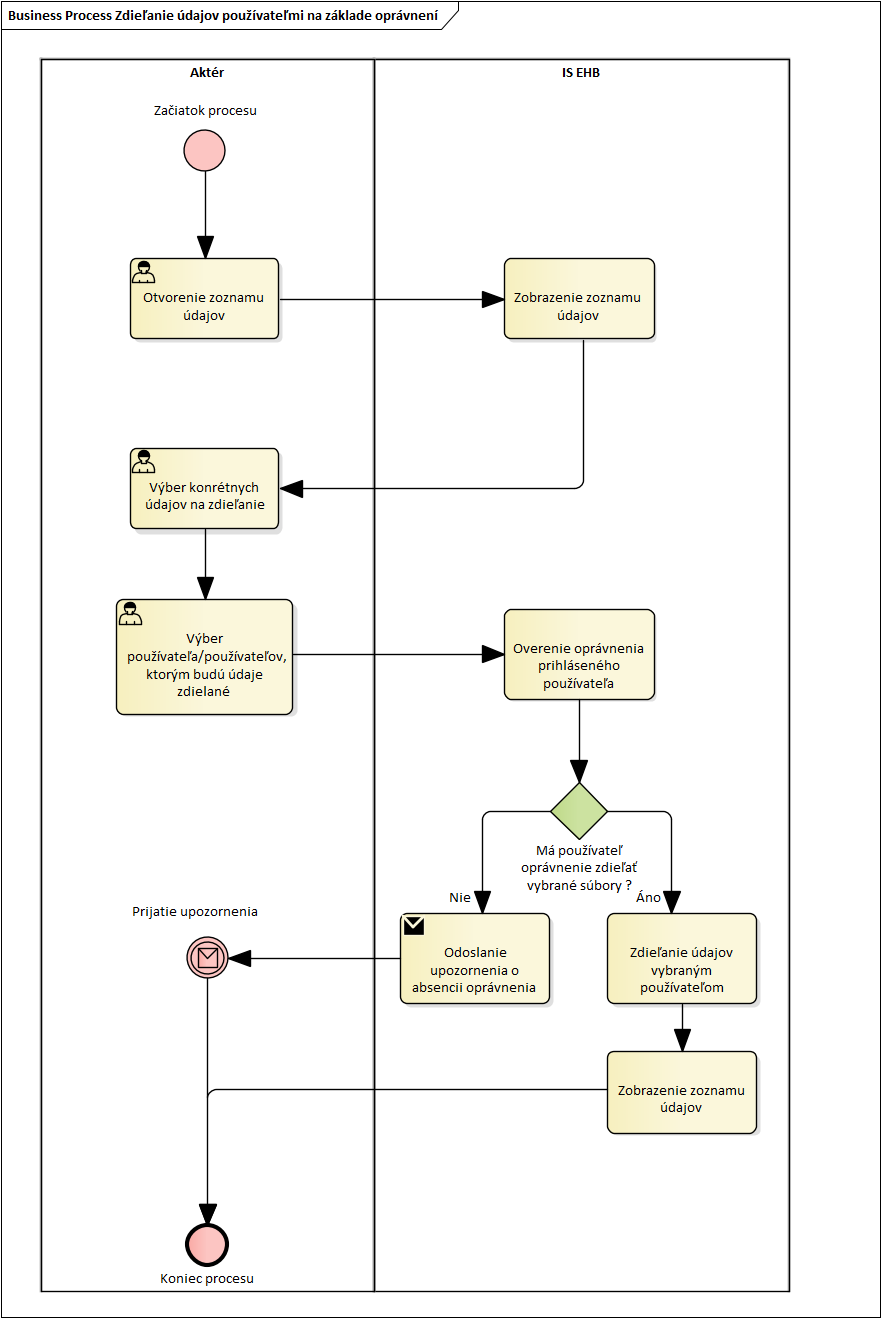 Business Process Zdieľanie údajov používateľmi na základe oprávnení
Aktér
IS EHB
Začiatok procesu
Otvorenie zoznamu
údajov
Zobrazenie zoznamu
údajov
Výber konrétnych
údajov na zdieľanie
Výber
používateľa/používateľov,
ktorým budú údaje
zdielané
Overenie oprávnenia
prihláseného
používateľa
Má používateľ
oprávnenie zdieľať
vybrané súbory ?
Nie
Áno
Prijatie upozornenia
Odoslanie
upozornenia o
absencii oprávnenia
Zdieľanie údajov
vybraným
používateľom
Zobrazenie zoznamu
údajov
Koniec procesu